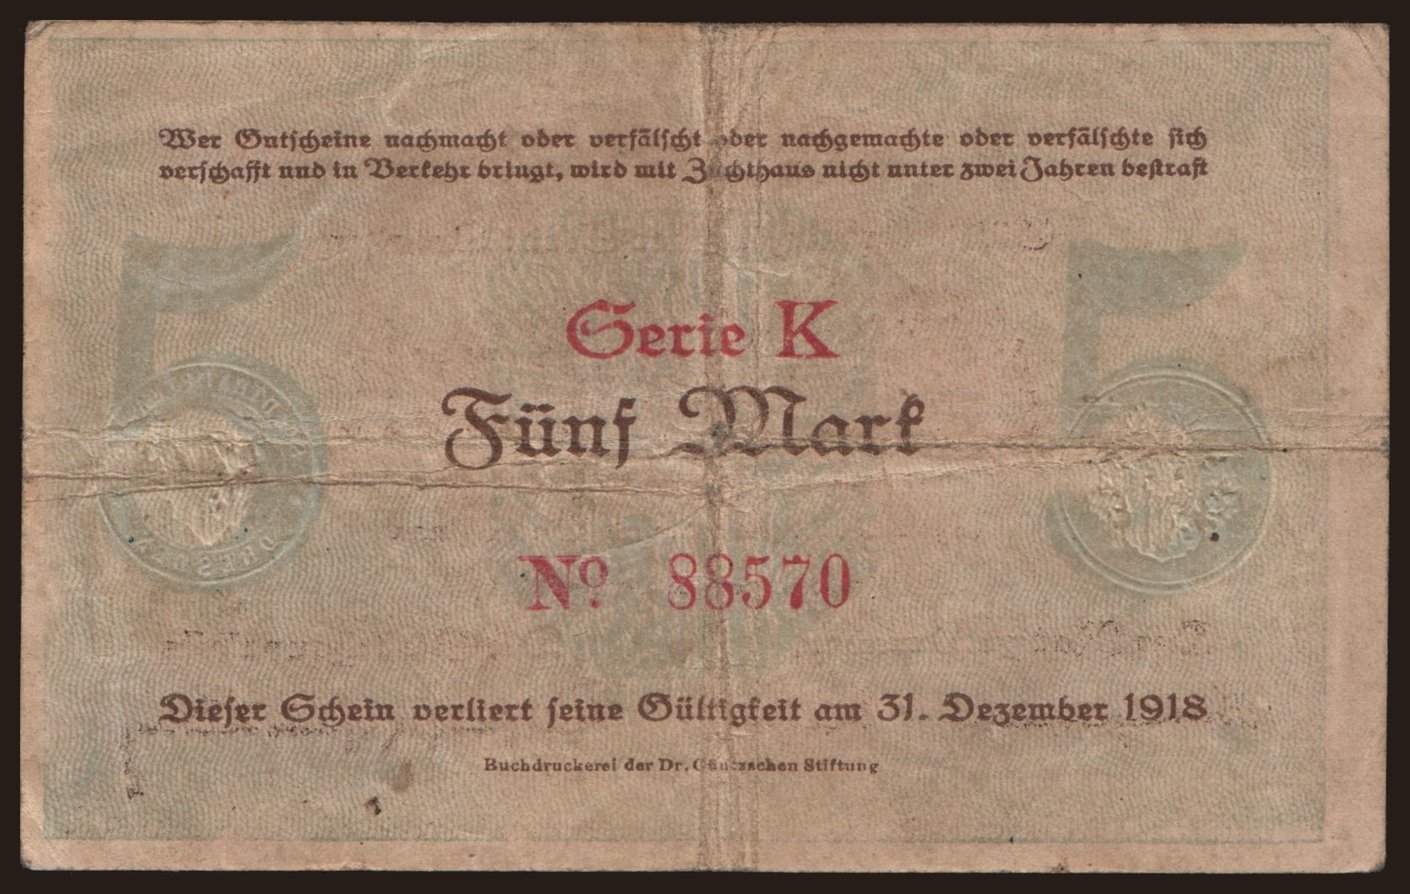 Wer Gutscheine nachmacht oder verfälscht oder nachgemachte oder verfälschte sich
verschafft und in Verkehr bringt, wird mit Zuchthaus nicht unter zwei Jahren bestraft
5 5
Serie K
Fünf Mark
No 88570
Dieser Schein verliert seine Gültigkeit am 31. Dezember 1918
Buchdruckerei der Dr. Güntzschen Stiftung